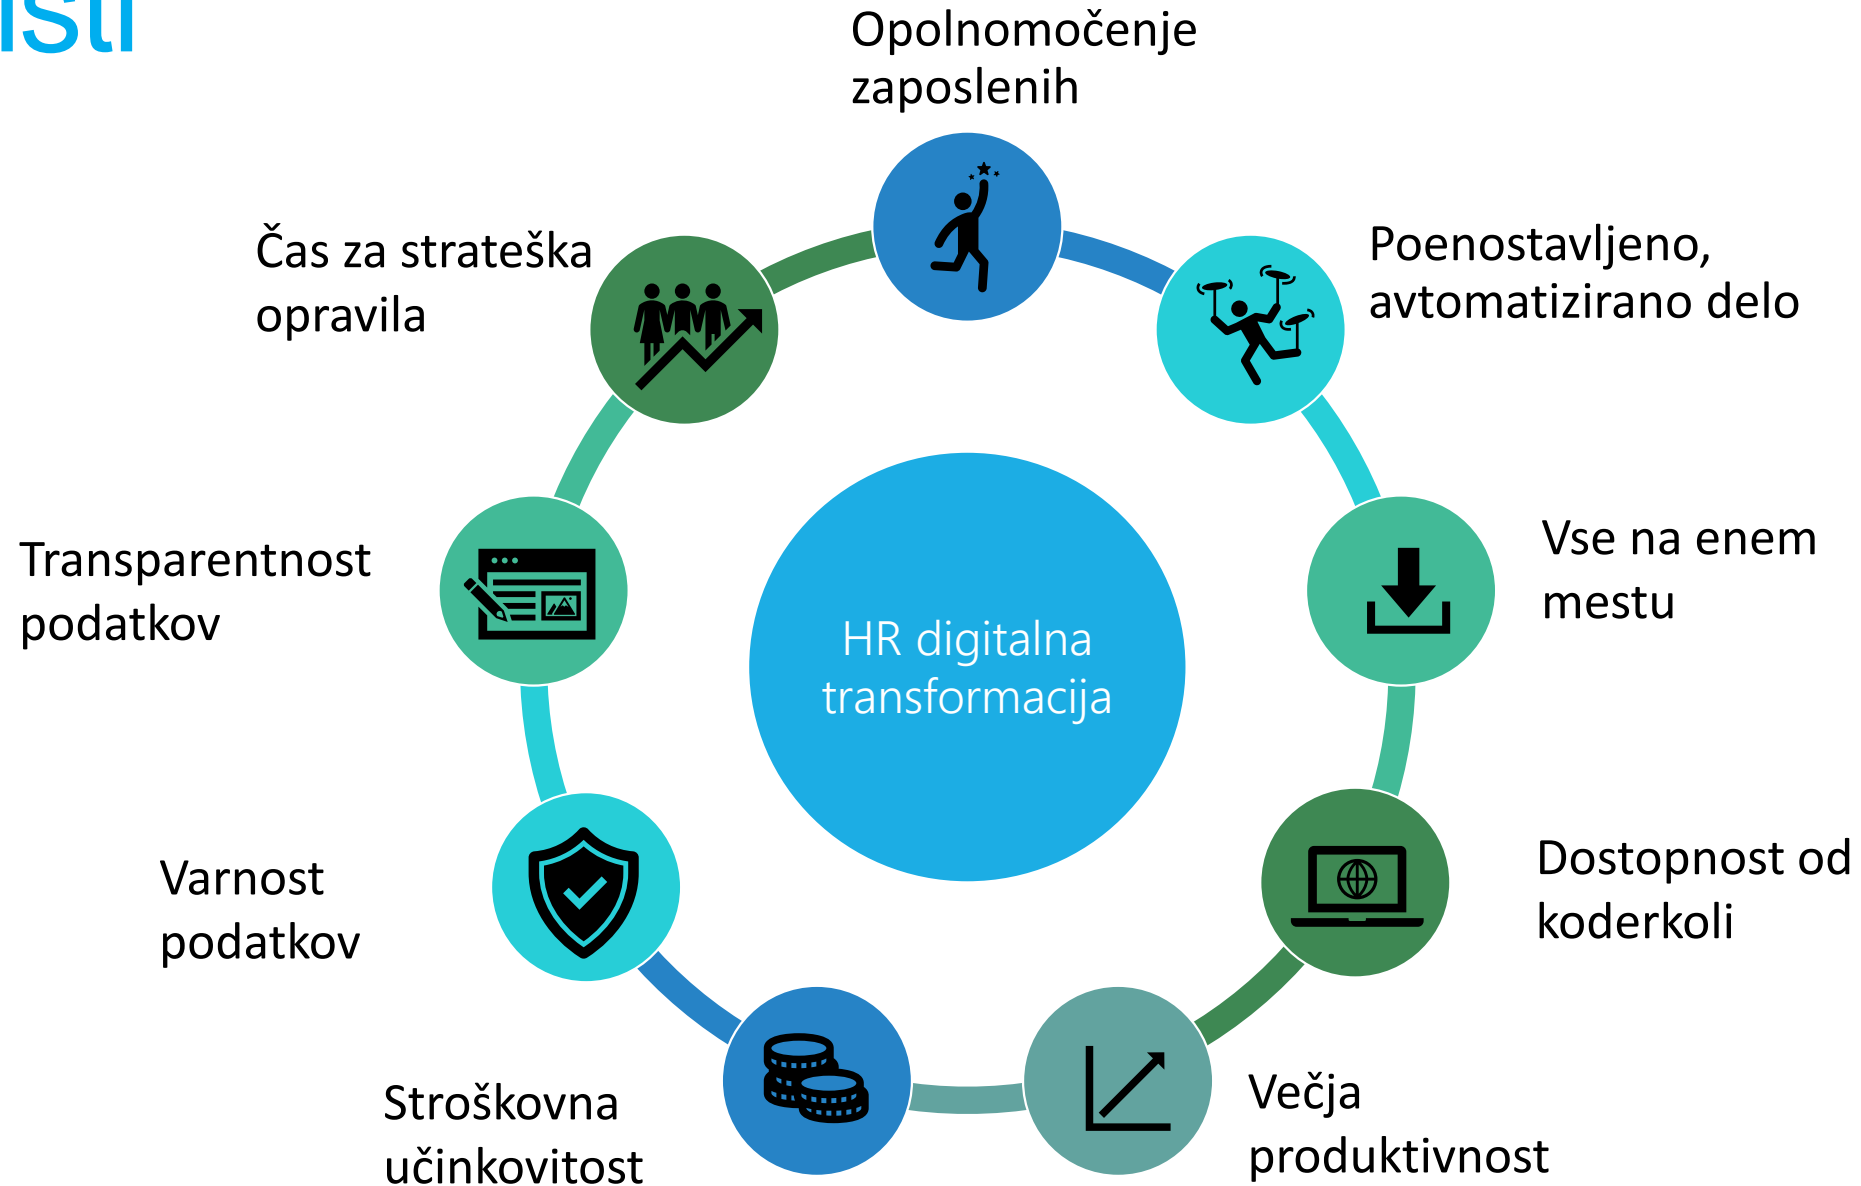 Opolnomočenje
zaposlenih
Poenostavljeno,
avtomatizirano delo
Vse na enem
mestu
Dostopnost od
koderkoli
Večja
produktivnost
Stroškovna
učinkovitost
Varnost
podatkov
Transparentnost
podatkov
Čas za strateška
opravila
HR digitalna
transformacija